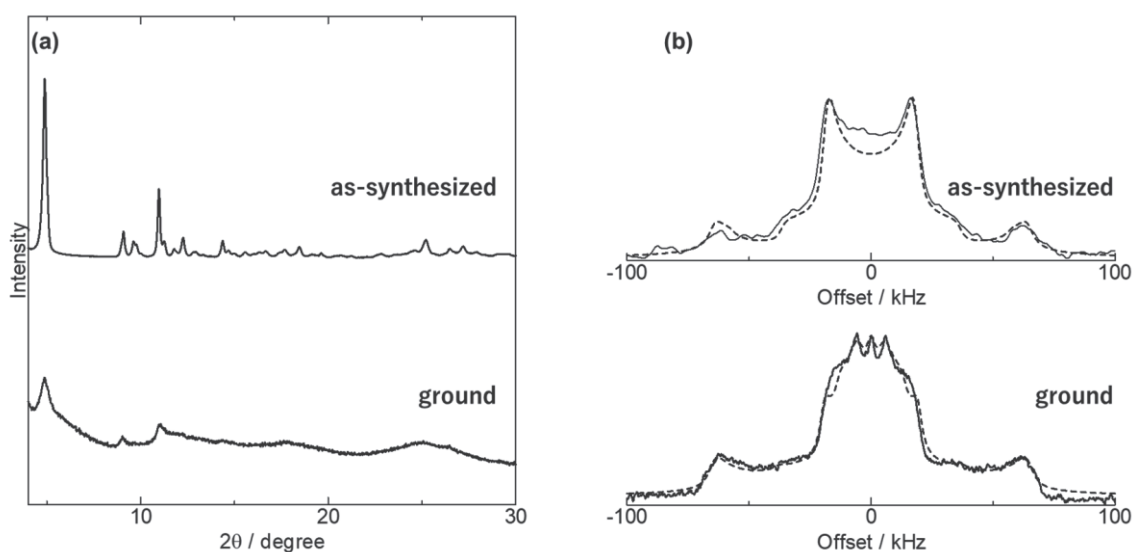 (a)
as-synthesized
ground
Intensity
10 20 30
2θ / degree
(b)
as-synthesized
-100 0 100
Offset / kHz
ground
-100 0 100
Offset / kHz